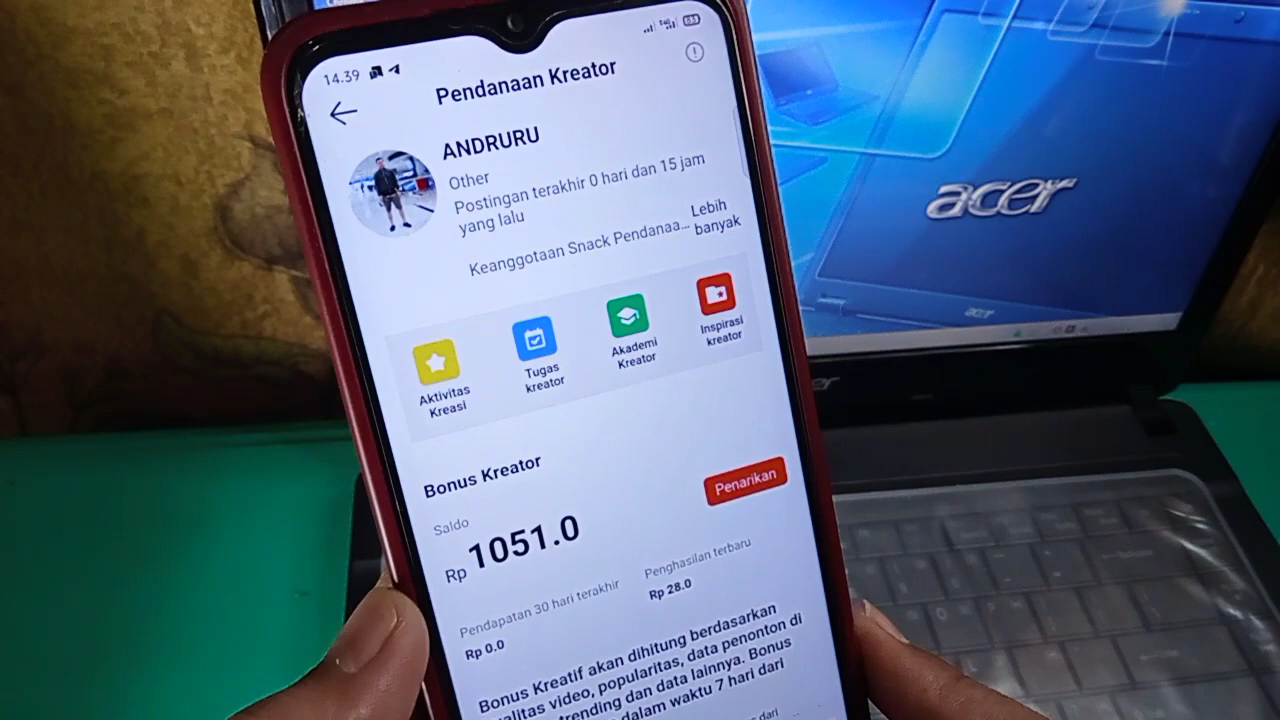 14.39
Pendanaan Kreator
ANDRURU
Other
Postingan terakhir 0 hari dan 15 jam
yang lalu
Keanggotaan Snack Pendanaa...
Lebih
banyak
Aktivitas
Kreasi
Tugas
kreator
Akademi
Kreator
Inspirasi
kreator
Bonus Kreator
Penarikan
Saldo
Rp 1051.0
Pendapatan 30 hari terakhir
Rp 0.0
Penghasilan terbaru
Rp 28.0
Bonus Kreatif akan dihitung berdasarkan
alitas video, popularitas, data penonton di
trending dan data lainnya. Bonus
dalam waktu 7 hari dari
dari
acer
acer